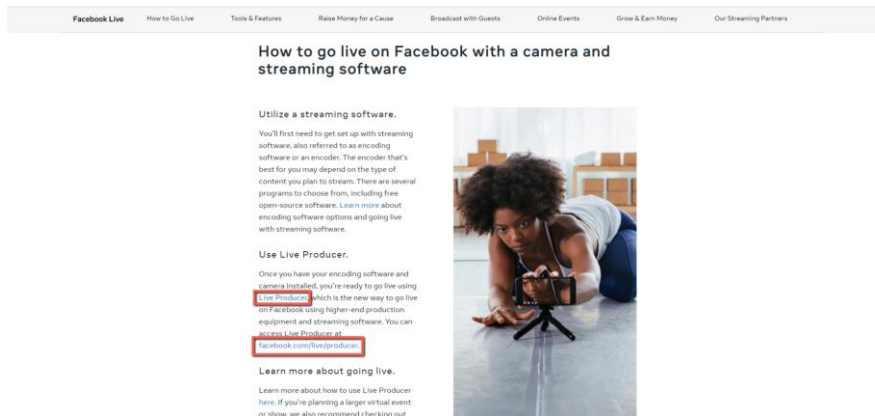 Facebook Live How to Go Live Tools & Features Raise Money for a Cause Broadcast with Guests Online Events Grow & Earn Money Our Streaming Partners
How to go live on Facebook with a camera and
streaming software
Utilize a streaming software.
You'll first need to get set up with streaming
software, also referred to as encoding
software or an encoder. The encoder that's
best for you may depend on the type of
content you plan to stream. There are several
programs to choose from, including free
open-source software. Learn more about
encoding software options and going live
with streaming software.
Use Live Producer.
Once you have your encoding software and
camera installed, you're ready to go live using
Live Producer, which is the new way to go live
on Facebook using higher-end production
equipment and streaming software. You can
access Live Producer at
facebook.com/live/producer.
Learn more about going live.
Learn more about how to use Live Producer
here. If you're planning a larger virtual event
or show, we also recommend checking out